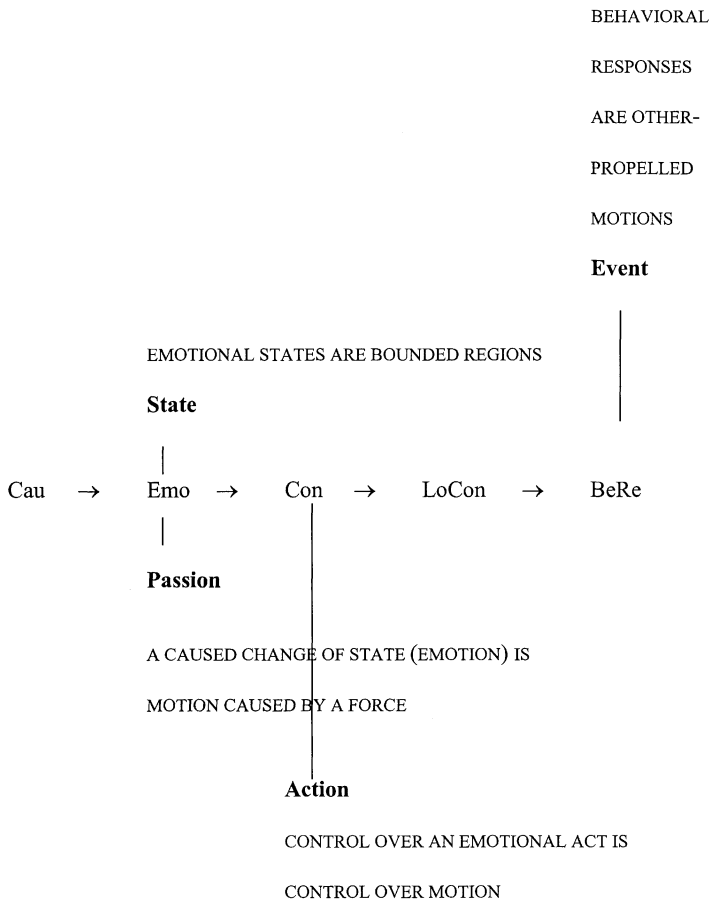 BEHAVIORAL
RESPONSES
ARE OTHER-
PROPELLED
MOTIONS
Event
EMOTIONAL STATES ARE BOUNDED REGIONS
State
Cau → Emo → Con → LoCon → BeRe
Passion
A CAUSED CHANGE OF STATE (EMOTION) IS
MOTION CAUSED BY A FORCE
Action
CONTROL OVER AN EMOTIONAL ACT IS
CONTROL OVER MOTION